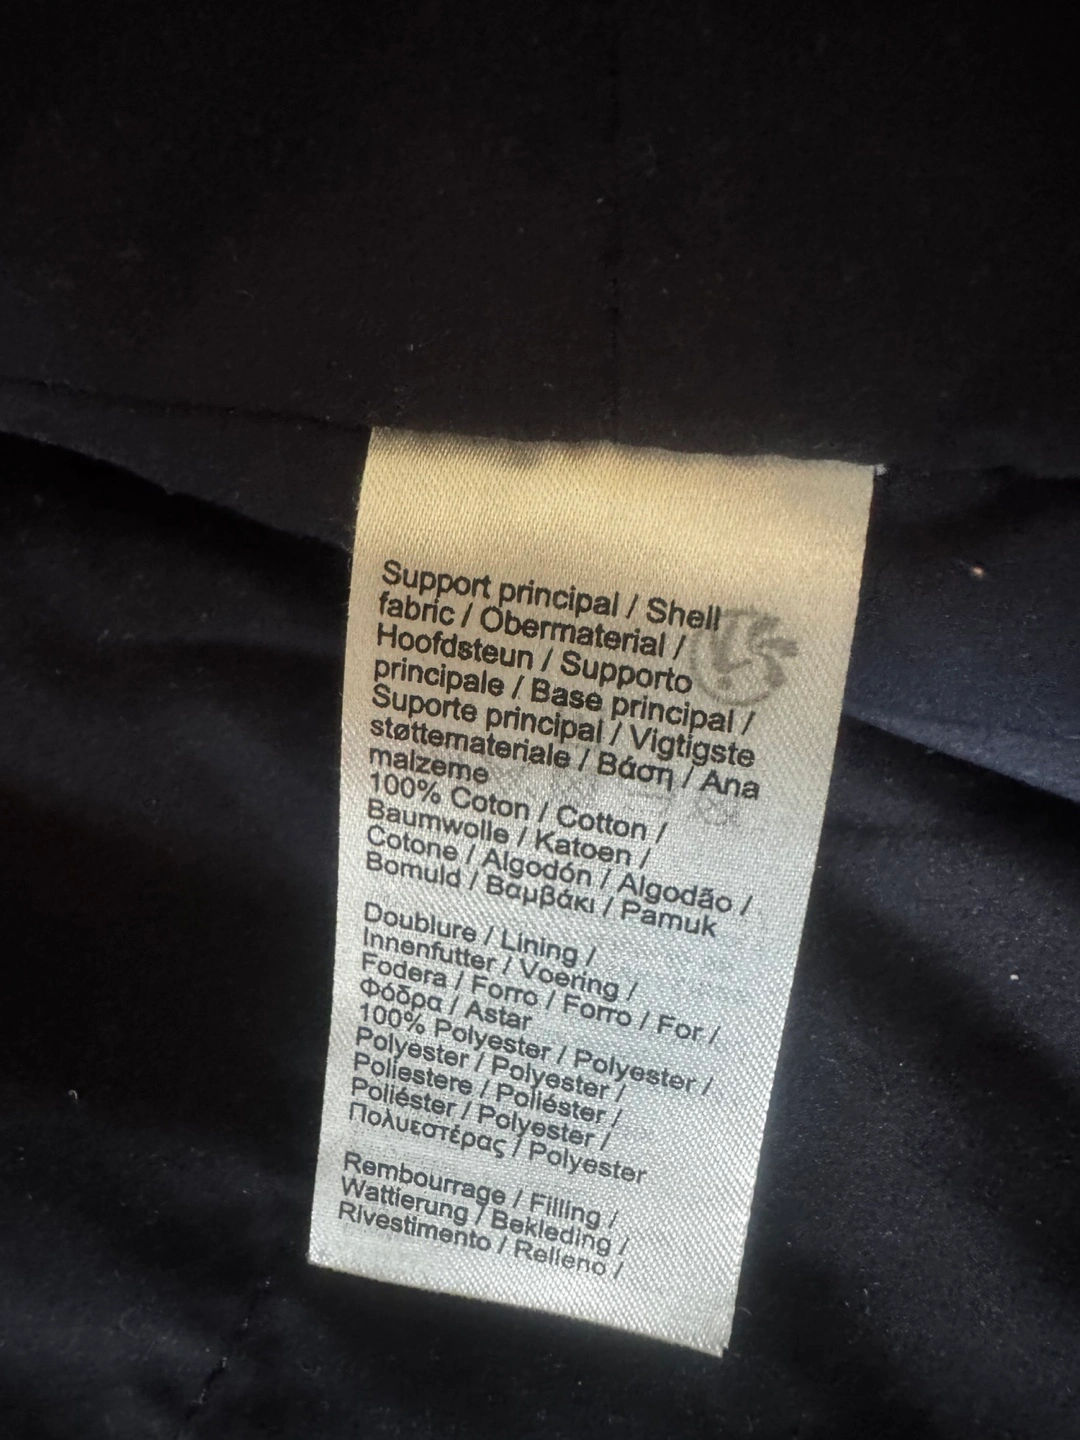 Support principal / Shell
fabric / Obermaterial /
Hoofdsteun / Supporto
principale / Base principal /
Suporte principal / Vigtigste
støttemateriale / Βάση / Ana
malzeme
100% Coton / Cotton /
Baumwolle / Katoen /
Cotone / Algodón / Algodão /
Bomuld / Βαμβάκι / Pamuk
Doublure / Lining /
Innenfutter / Voering /
Fodera / Forro / Forro / For. /
Φόδρα / Astar
100% Polyester / Polyester /
Polyester / Polyester /
Poliestere / Poliéster /
Poliéster / Polyester /
Πολυεστέρας / Polyester
Rembourrage / Filling /
Wattierung / Bekleding /
Rivestimento / Relleno /